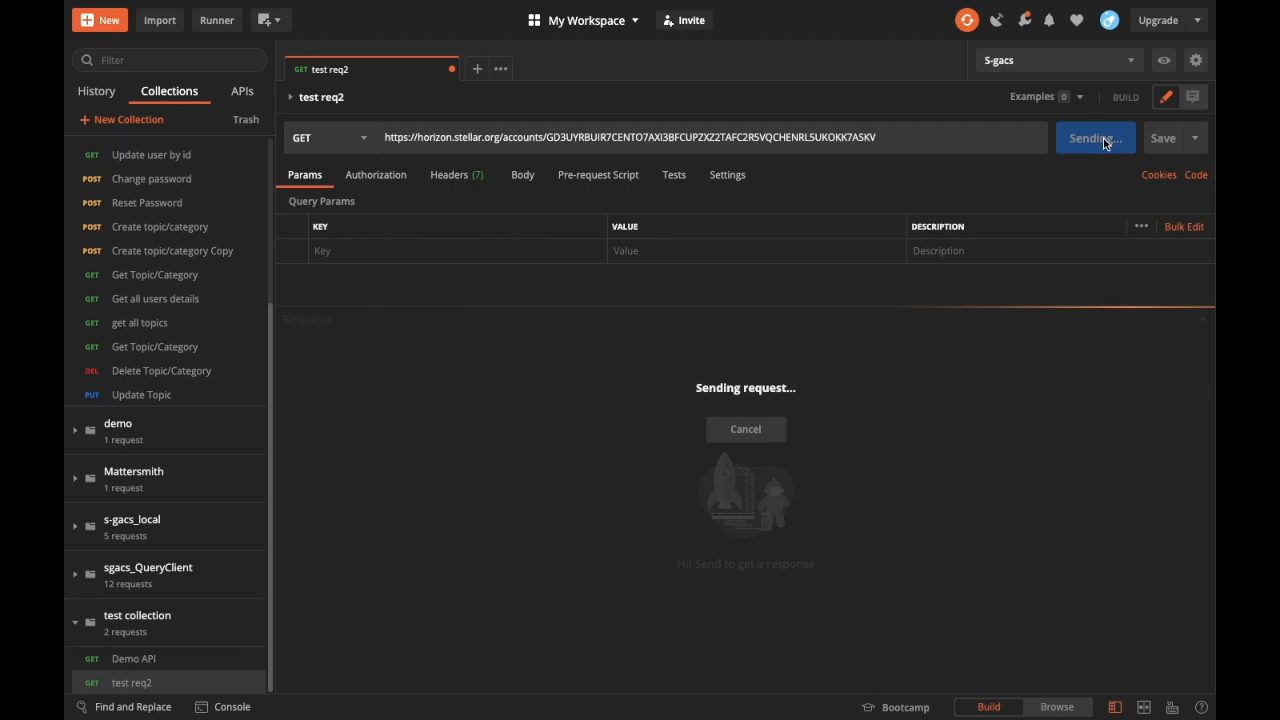 New
Import
Runner
My Workspace
Invite
Upgrade
Filter
History
Collections
APIs
+ New Collection
Trash
GET Update user by id
POST Change password
POST Reset Password
POST Create topic/category
POST Create topic/category Copy
GET Get Topic/Category
GET Get all users details
GET get all topics
GET Get Topic/Category
DEL Delete Topic/Category
PUT Update Topic
demo
1 request
Mattersmith
1 request
s-gacs_local
5 requests
sgacs_QueryClient
12 requests
test collection
2 requests
GET Demo API
GET test req2
GET test req2
S-gacs
test req2
Examples 0
BUILD
GET
https://horizon.stellar.org/accounts/GD3UYRBUIR7CENTO7AXI3BFCUPZXZ2TAFC2R5VQCHENRL5UKOKK7ASKV
Sending...
Save
Params
Authorization
Headers (7)
Body
Pre-request Script
Tests
Settings
Cookies
Code
Query Params
KEY
VALUE
DESCRIPTION
Bulk Edit
Key
Value
Description
Response
Sending request...
Cancel
Hit Send to get a response
Find and Replace
Console
Bootcamp
Build
Browse